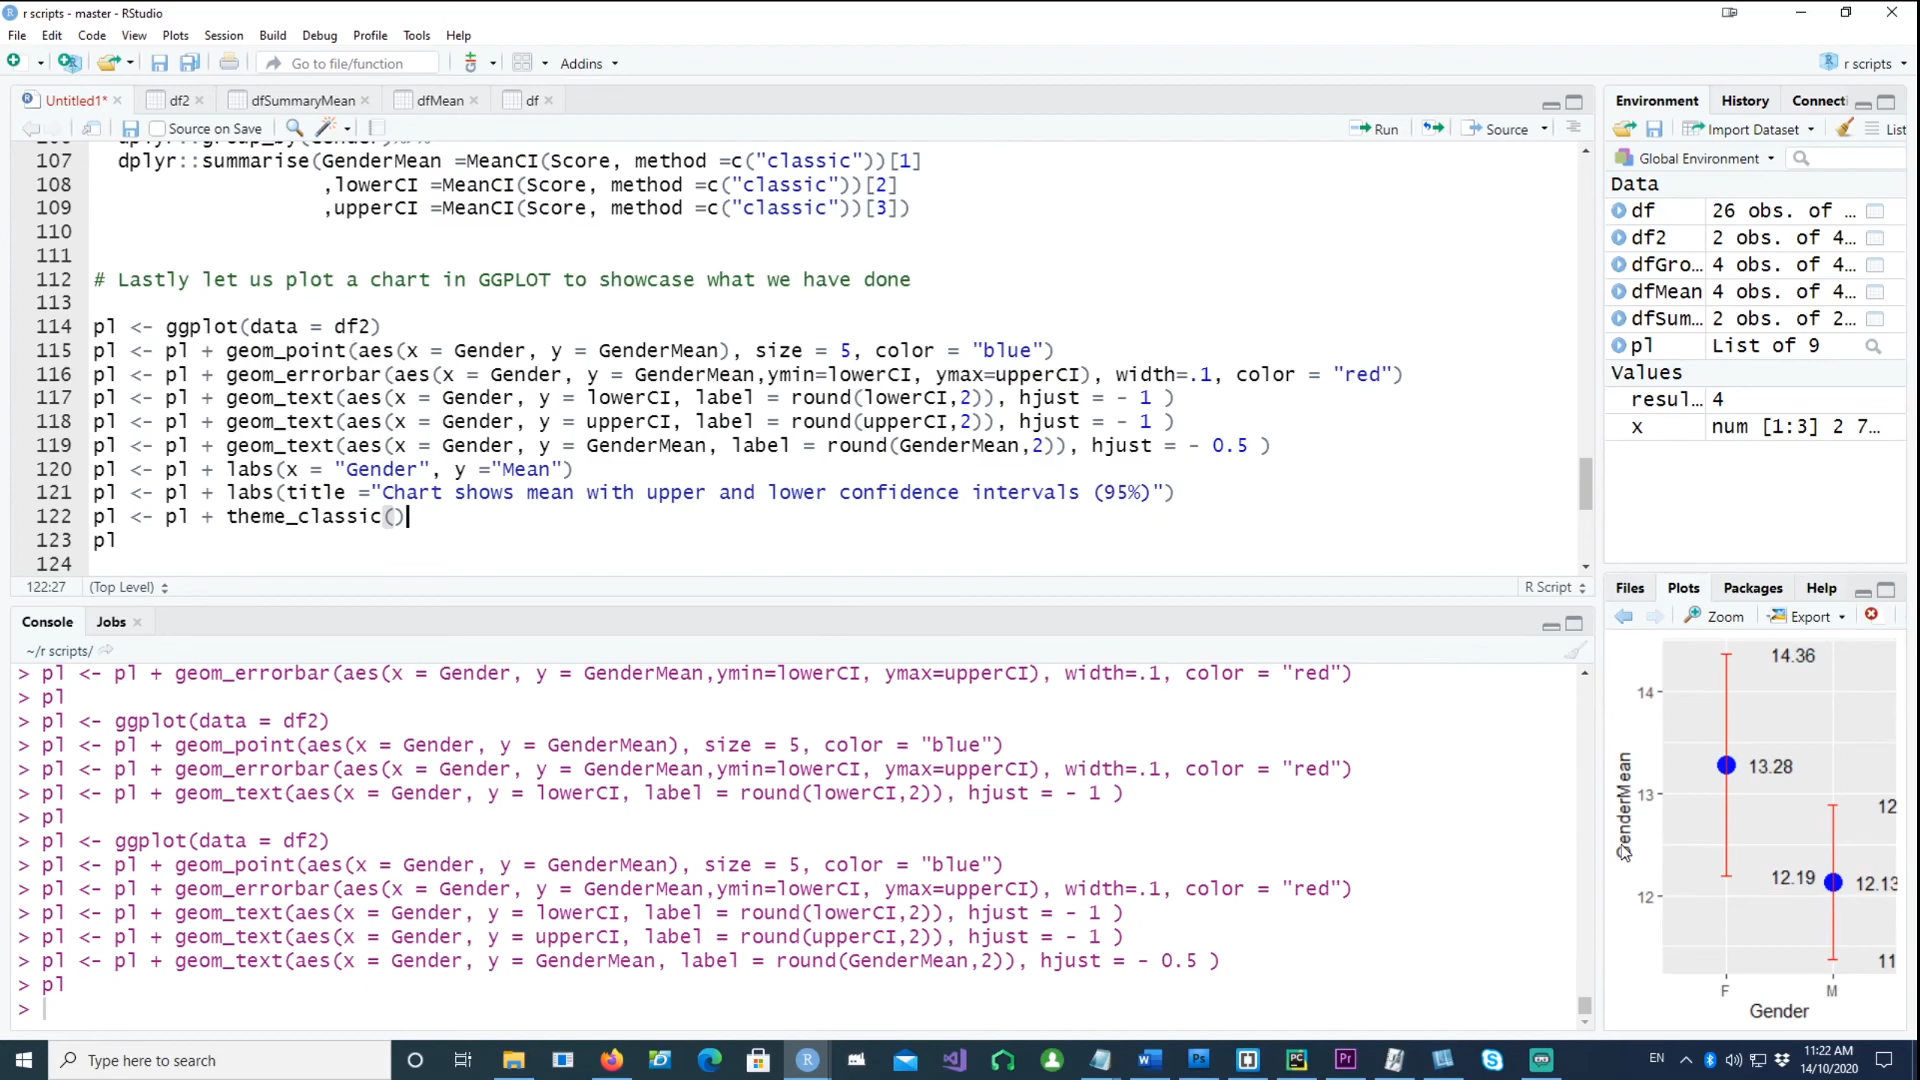 r scripts - master - RStudio
File Edit Code View Plots Session Build Debug Profile Tools Help
Go to file/function Addins r scripts
Untitled1* df2 dfSummaryMean dfMean df
Source on Save Run Source
107 dplyr::summarise(GenderMean =MeanCI(Score, method =c("classic"))[1]
108 ,lowerCI =MeanCI(Score, method =c("classic"))[2]
109 ,upperCI =MeanCI(Score, method =c("classic"))[3])
110
111
112 # Lastly let us plot a chart in GGPLOT to showcase what we have done
113
114 pl <- ggplot(data = df2)
115 pl <- pl + geom_point(aes(x = Gender, y = GenderMean), size = 5, color = "blue")
116 pl <- pl + geom_errorbar(aes(x = Gender, y = GenderMean,ymin=lowerCI, ymax=upperCI), width=.1, color = "red")
117 pl <- pl + geom_text(aes(x = Gender, y = lowerCI, label = round(lowerCI,2)), hjust = - 1 )
118 pl <- pl + geom_text(aes(x = Gender, y = upperCI, label = round(upperCI,2)), hjust = - 1 )
119 pl <- pl + geom_text(aes(x = Gender, y = GenderMean, label = round(GenderMean,2)), hjust = - 0.5 )
120 pl <- pl + labs(x = "Gender", y ="Mean")
121 pl <- pl + labs(title ="Chart shows mean with upper and lower confidence intervals (95%)")
122 pl <- pl + theme_classic()
123 pl
124
122:27 (Top Level) R Script
Console Jobs
~/r scripts/
> pl <- pl + geom_errorbar(aes(x = Gender, y = GenderMean,ymin=lowerCI, ymax=upperCI), width=.1, color = "red")
> pl
> pl <- ggplot(data = df2)
> pl <- pl + geom_point(aes(x = Gender, y = GenderMean), size = 5, color = "blue")
> pl <- pl + geom_errorbar(aes(x = Gender, y = GenderMean,ymin=lowerCI, ymax=upperCI), width=.1, color = "red")
> pl <- pl + geom_text(aes(x = Gender, y = lowerCI, label = round(lowerCI,2)), hjust = - 1 )
> pl
> pl <- ggplot(data = df2)
> pl <- pl + geom_point(aes(x = Gender, y = GenderMean), size = 5, color = "blue")
> pl <- pl + geom_errorbar(aes(x = Gender, y = GenderMean,ymin=lowerCI, ymax=upperCI), width=.1, color = "red")
> pl <- pl + geom_text(aes(x = Gender, y = lowerCI, label = round(lowerCI,2)), hjust = - 1 )
> pl <- pl + geom_text(aes(x = Gender, y = upperCI, label = round(upperCI,2)), hjust = - 1 )
> pl <- pl + geom_text(aes(x = Gender, y = GenderMean, label = round(GenderMean,2)), hjust = - 0.5 )
> pl
>
Environment History Connecti
Import Dataset List
Global Environment
Data
df 26 obs. of …
df2 2 obs. of 4…
dfGro… 4 obs. of 4…
dfMean 4 obs. of 4…
dfSum… 2 obs. of 2…
pl List of 9
Values
resul… 4
x num [1:3] 2 7…
Files Plots Packages Help
Zoom Export
14.36
14
GenderMean
13.28
13
12
12.19
12.13
12
11
F M
Gender
Type here to search
EN 11:22 AM
14/10/2020